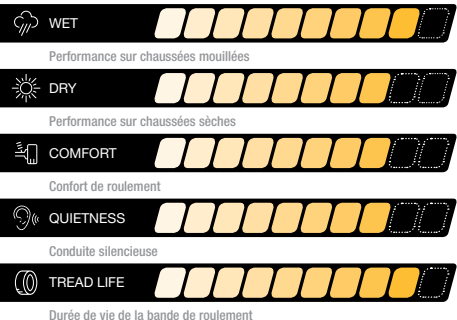 WET
Performance sur chaussées mouillées
DRY
Performance sur chaussées sèches
COMFORT
Confort de roulement
QUIETNESS
Conduite silencieuse
TREAD LIFE
Durée de vie de la bande de roulement